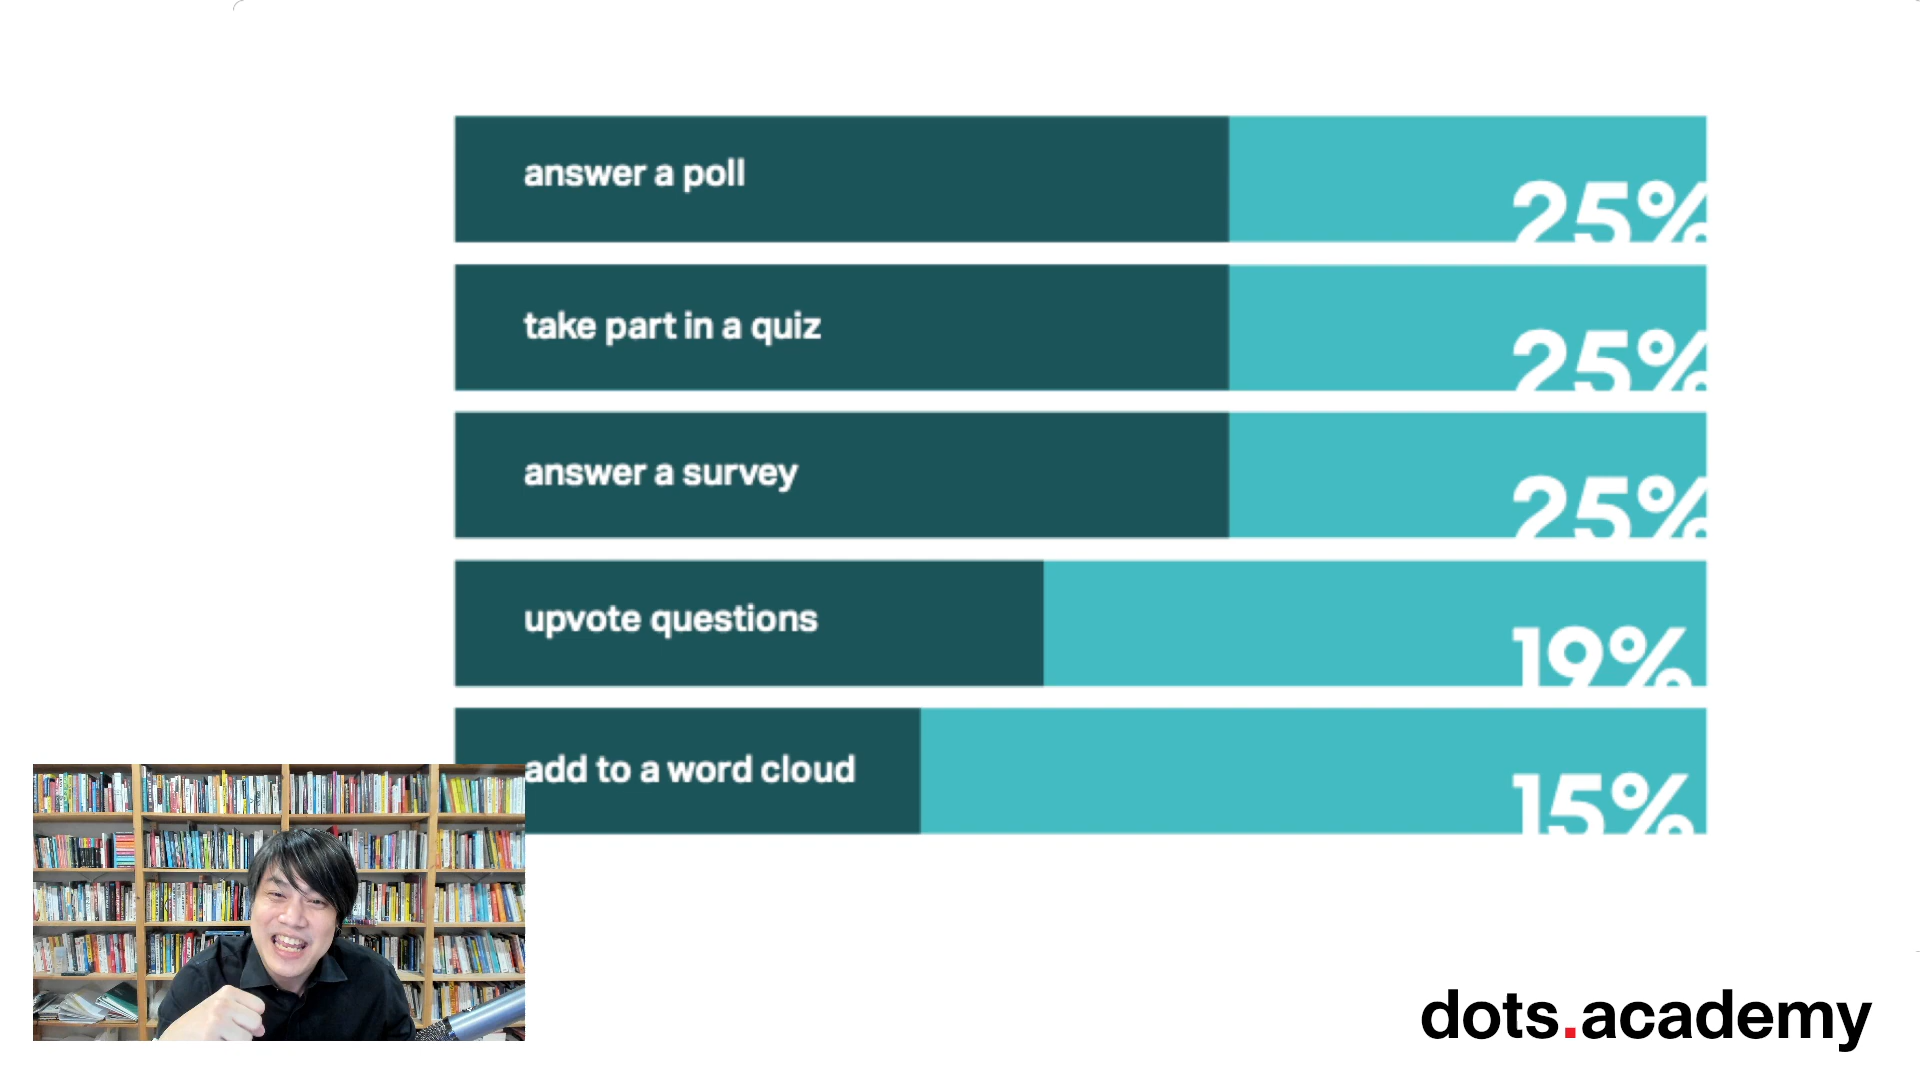 answer a poll
25%
take part in a quiz
25%
answer a survey
25%
upvote questions
19%
add to a word cloud
15%
dots.academy